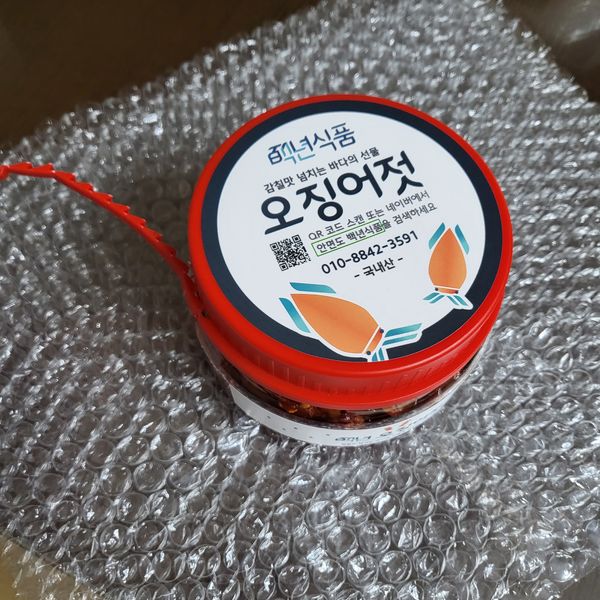 백년식품
감칠맛 넘치는 바다의 선물
오징어젓
QR 코드 스캔 또는 네이버에서
안면도 백년식품을 검색하세요
010-8842-3591
- 국내산 -
백년